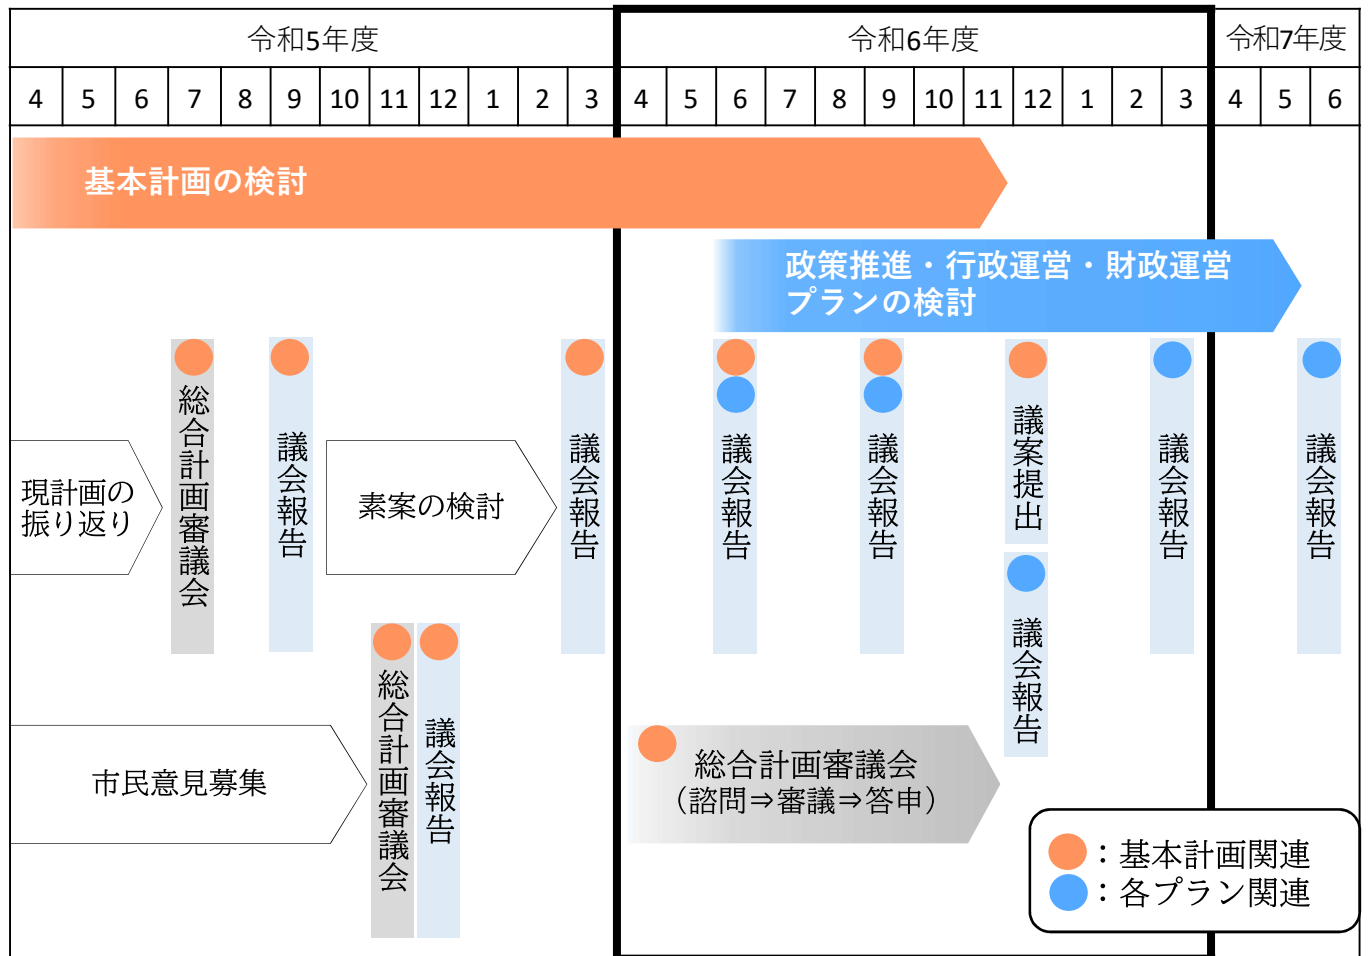 令和5年度 令和6年度 令和7年度
4 5 6 7 8 9 10 11 12 1 2 3 4 5 6 7 8 9 10 11 12 1 2 3 4 5 6
基本計画の検討
政策推進・行政運営・財政運営
プランの検討
現計画の
振り返り
総合計画審議会
議会報告
素案の検討
議会報告
議会報告
議会報告
議案提出
議会報告
議会報告
議会報告
市民意見募集
総合計画審議会
議会報告
総合計画審議会
（諮問⇒審議⇒答申）
：基本計画関連
：各プラン関連